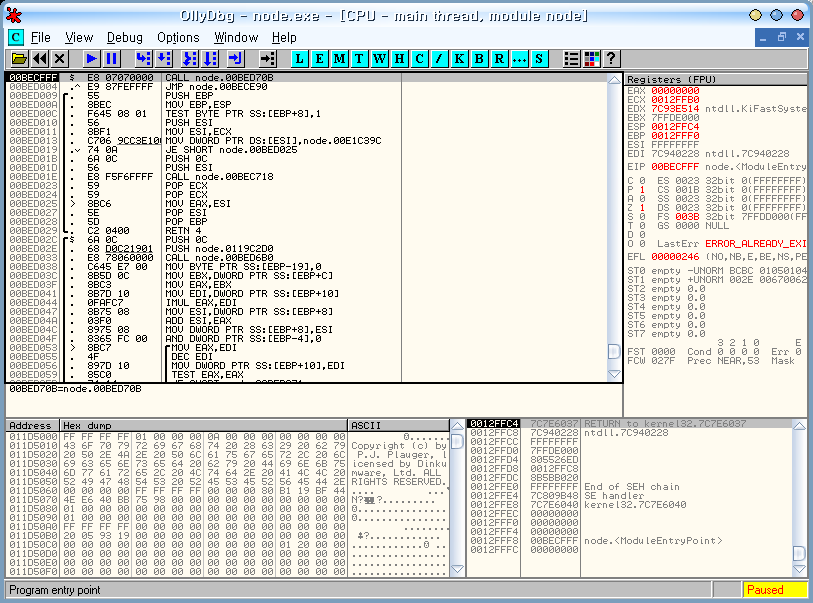 OllyDbg - node.exe - [CPU - main thread, module node]
C File View Debug Options Window Help
L E M T W H C / K B R ... S ?
00BECFFF $ E8 07070000 CALL node.00BED70B
00BED004 .^ E9 87FEFFFF JMP node.00BECE90
00BED009 55 PUSH EBP
00BED00A . 8BEC MOV EBP,ESP
00BED00C . F645 08 01 TEST BYTE PTR SS:[EBP+8],1
00BED010 . 56 PUSH ESI
00BED011 . 8BF1 MOV ESI,ECX
00BED013 . C706 9CC3E100 MOV DWORD PTR DS:[ESI],node.00E1C39C
00BED019 .v 74 0A JE SHORT node.00BED025
00BED01B . 6A 0C PUSH 0C
00BED01D . 56 PUSH ESI
00BED01E . E8 F5F6FFFF CALL node.00BEC718
00BED023 . 59 POP ECX
00BED024 . 59 POP ECX
00BED025 > 8BC6 MOV EAX,ESI
00BED027 . 5E POP ESI
00BED028 . 5D POP EBP
00BED029 . C2 0400 RETN 4
00BED02C $ 6A 0C PUSH 0C
00BED02E . 68 D0C21901 PUSH node.0119C2D0
00BED033 . E8 78060000 CALL node.00BED6B0
00BED038 . C645 E7 00 MOV BYTE PTR SS:[EBP-19],0
00BED03C . 8B5D 0C MOV EBX,DWORD PTR SS:[EBP+C]
00BED03F . 8BC3 MOV EAX,EBX
00BED041 . 8B7D 10 MOV EDI,DWORD PTR SS:[EBP+10]
00BED044 . 0FAFC7 IMUL EAX,EDI
00BED047 . 8B75 08 MOV ESI,DWORD PTR SS:[EBP+8]
00BED04A . 03F0 ADD ESI,EAX
00BED04C . 8975 08 MOV DWORD PTR SS:[EBP+8],ESI
00BED04F . 8365 FC 00 AND DWORD PTR SS:[EBP-4],0
00BED053 > 8BC7 MOV EAX,EDI
00BED055 . 4F DEC EDI
00BED056 . 897D 10 MOV DWORD PTR SS:[EBP+10],EDI
00BED059 . 85C0 TEST EAX,EAX
00BED70B=node.00BED70B
Registers (FPU)
EAX 00000000
ECX 0012FFB0
EDX 7C93E514 ntdll.KiFastSyste
EBX 7FFDE000
ESP 0012FFC4
EBP 0012FFF0
ESI FFFFFFFF
EDI 7C940228 ntdll.7C940228
EIP 00BECFFF node.<ModuleEntry
C 0 ES 0023 32bit 0(FFFFFFFF)
P 1 CS 001B 32bit 0(FFFFFFFF)
A 0 SS 0023 32bit 0(FFFFFFFF)
Z 1 DS 0023 32bit 0(FFFFFFFF)
S 0 FS 003B 32bit 7FFDD000(FF
T 0 GS 0000 NULL
D 0
O 0 LastErr ERROR_ALREADY_EXI
EFL 00000246 (NO,NB,E,BE,NS,PE
ST0 empty -UNORM BCBC 01050104
ST1 empty +UNORM 002E 00670062
ST2 empty 0.0
ST3 empty 0.0
ST4 empty 0.0
ST5 empty 0.0
ST6 empty 0.0
ST7 empty 0.0
3 2 1 0 E
FST 0000 Cond 0 0 0 0 Err 0
FCW 027F Prec NEAR,53 Mask
Address Hex dump ASCII
011D5000 FF FF FF FF 01 00 00 00 0A 00 00 00 00 00 00 00
011D5010 43 6F 70 79 72 69 67 68 74 20 28 63 29 20 62 79 Copyright (c) by
011D5020 20 50 2E 4A 2E 20 50 6C 61 75 67 65 72 2C 20 6C P.J. Plauger, l
011D5030 69 63 65 6E 73 65 64 20 62 79 20 44 69 6E 6B 75 icensed by Dinku
011D5040 6D 77 61 72 65 2C 20 4C 74 64 2E 20 41 4C 4C 20 mware, Ltd. ALL
011D5050 52 49 47 48 54 53 20 52 45 53 45 52 56 45 44 2E RIGHTS RESERVED.
011D5060 00 00 00 00 FF FF FF FF 00 00 00 00 B1 19 BF 44
011D5070 4E E6 40 BB 75 98 00 00 00 00 00 00 00 00 00 00
011D5080 01 00 00 00 00 00 00 00 00 00 00 00 00 00 00 00
011D5090 01 00 00 00 00 00 00 00 00 00 00 00 00 00 00 00
011D50A0 FF FF FF FF 00 00 00 00 00 00 00 00 00 00 00 00
011D50B0 20 05 93 19 00 00 00 00 00 00 00 00 00 00 00 00
011D50C0 00 00 00 00 00 00 00 00 00 00 00 00 01 20 00 00 00
011D50D0 00 00 00 00 00 00 00 00 00 00 00 00 00 00 00 00
011D50E0 00 00 00 00 00 00 00 00 00 00 00 00 00 00 00 00
011D50F0 00 00 00 00 00 00 00 00 00 00 00 00 00 00 00 00
0012FFC4 7C7E6037 RETURN to kernel32.7C7E6037
0012FFC8 7C940228 ntdll.7C940228
0012FFCC FFFFFFFF
0012FFD0 7FFDE000
0012FFD4 805526ED
0012FFD8 0012FFC8
0012FFDC 8B5BB020
0012FFE0 FFFFFFFF End of SEH chain
0012FFE4 7C809B48 SE handler
0012FFE8 7C7E6040 kernel32.7C7E6040
0012FFEC 00000000
0012FFF0 00000000
0012FFF4 00000000
0012FFF8 00BECFFF node.<ModuleEntryPoint>
0012FFFC 00000000
Program entry point
Paused